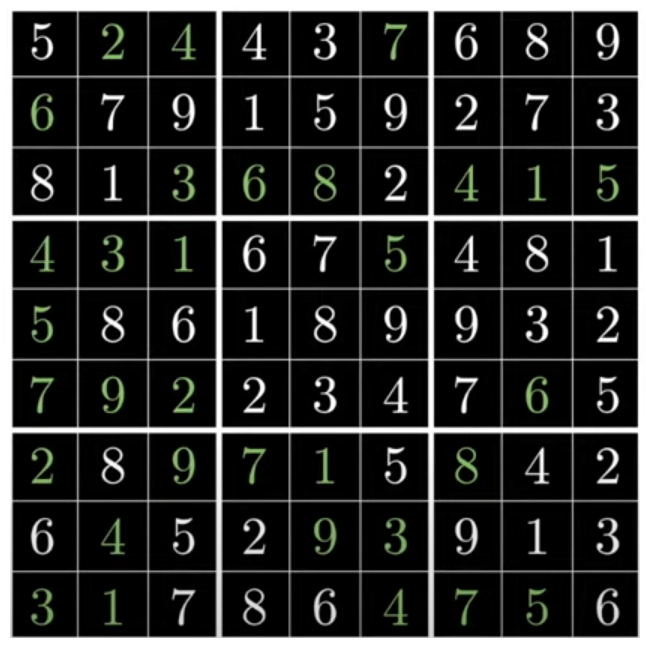 5 2 4 4 3 7 6 8 9
6 7 9 1 5 9 2 7 3
8 1 3 6 8 2 4 1 5
4 3 1 6 7 5 4 8 1
5 8 6 1 8 9 9 3 2
7 9 2 2 3 4 7 6 5
2 8 9 7 1 5 8 4 2
6 4 5 2 9 3 9 1 3
3 1 7 8 6 4 7 5 6